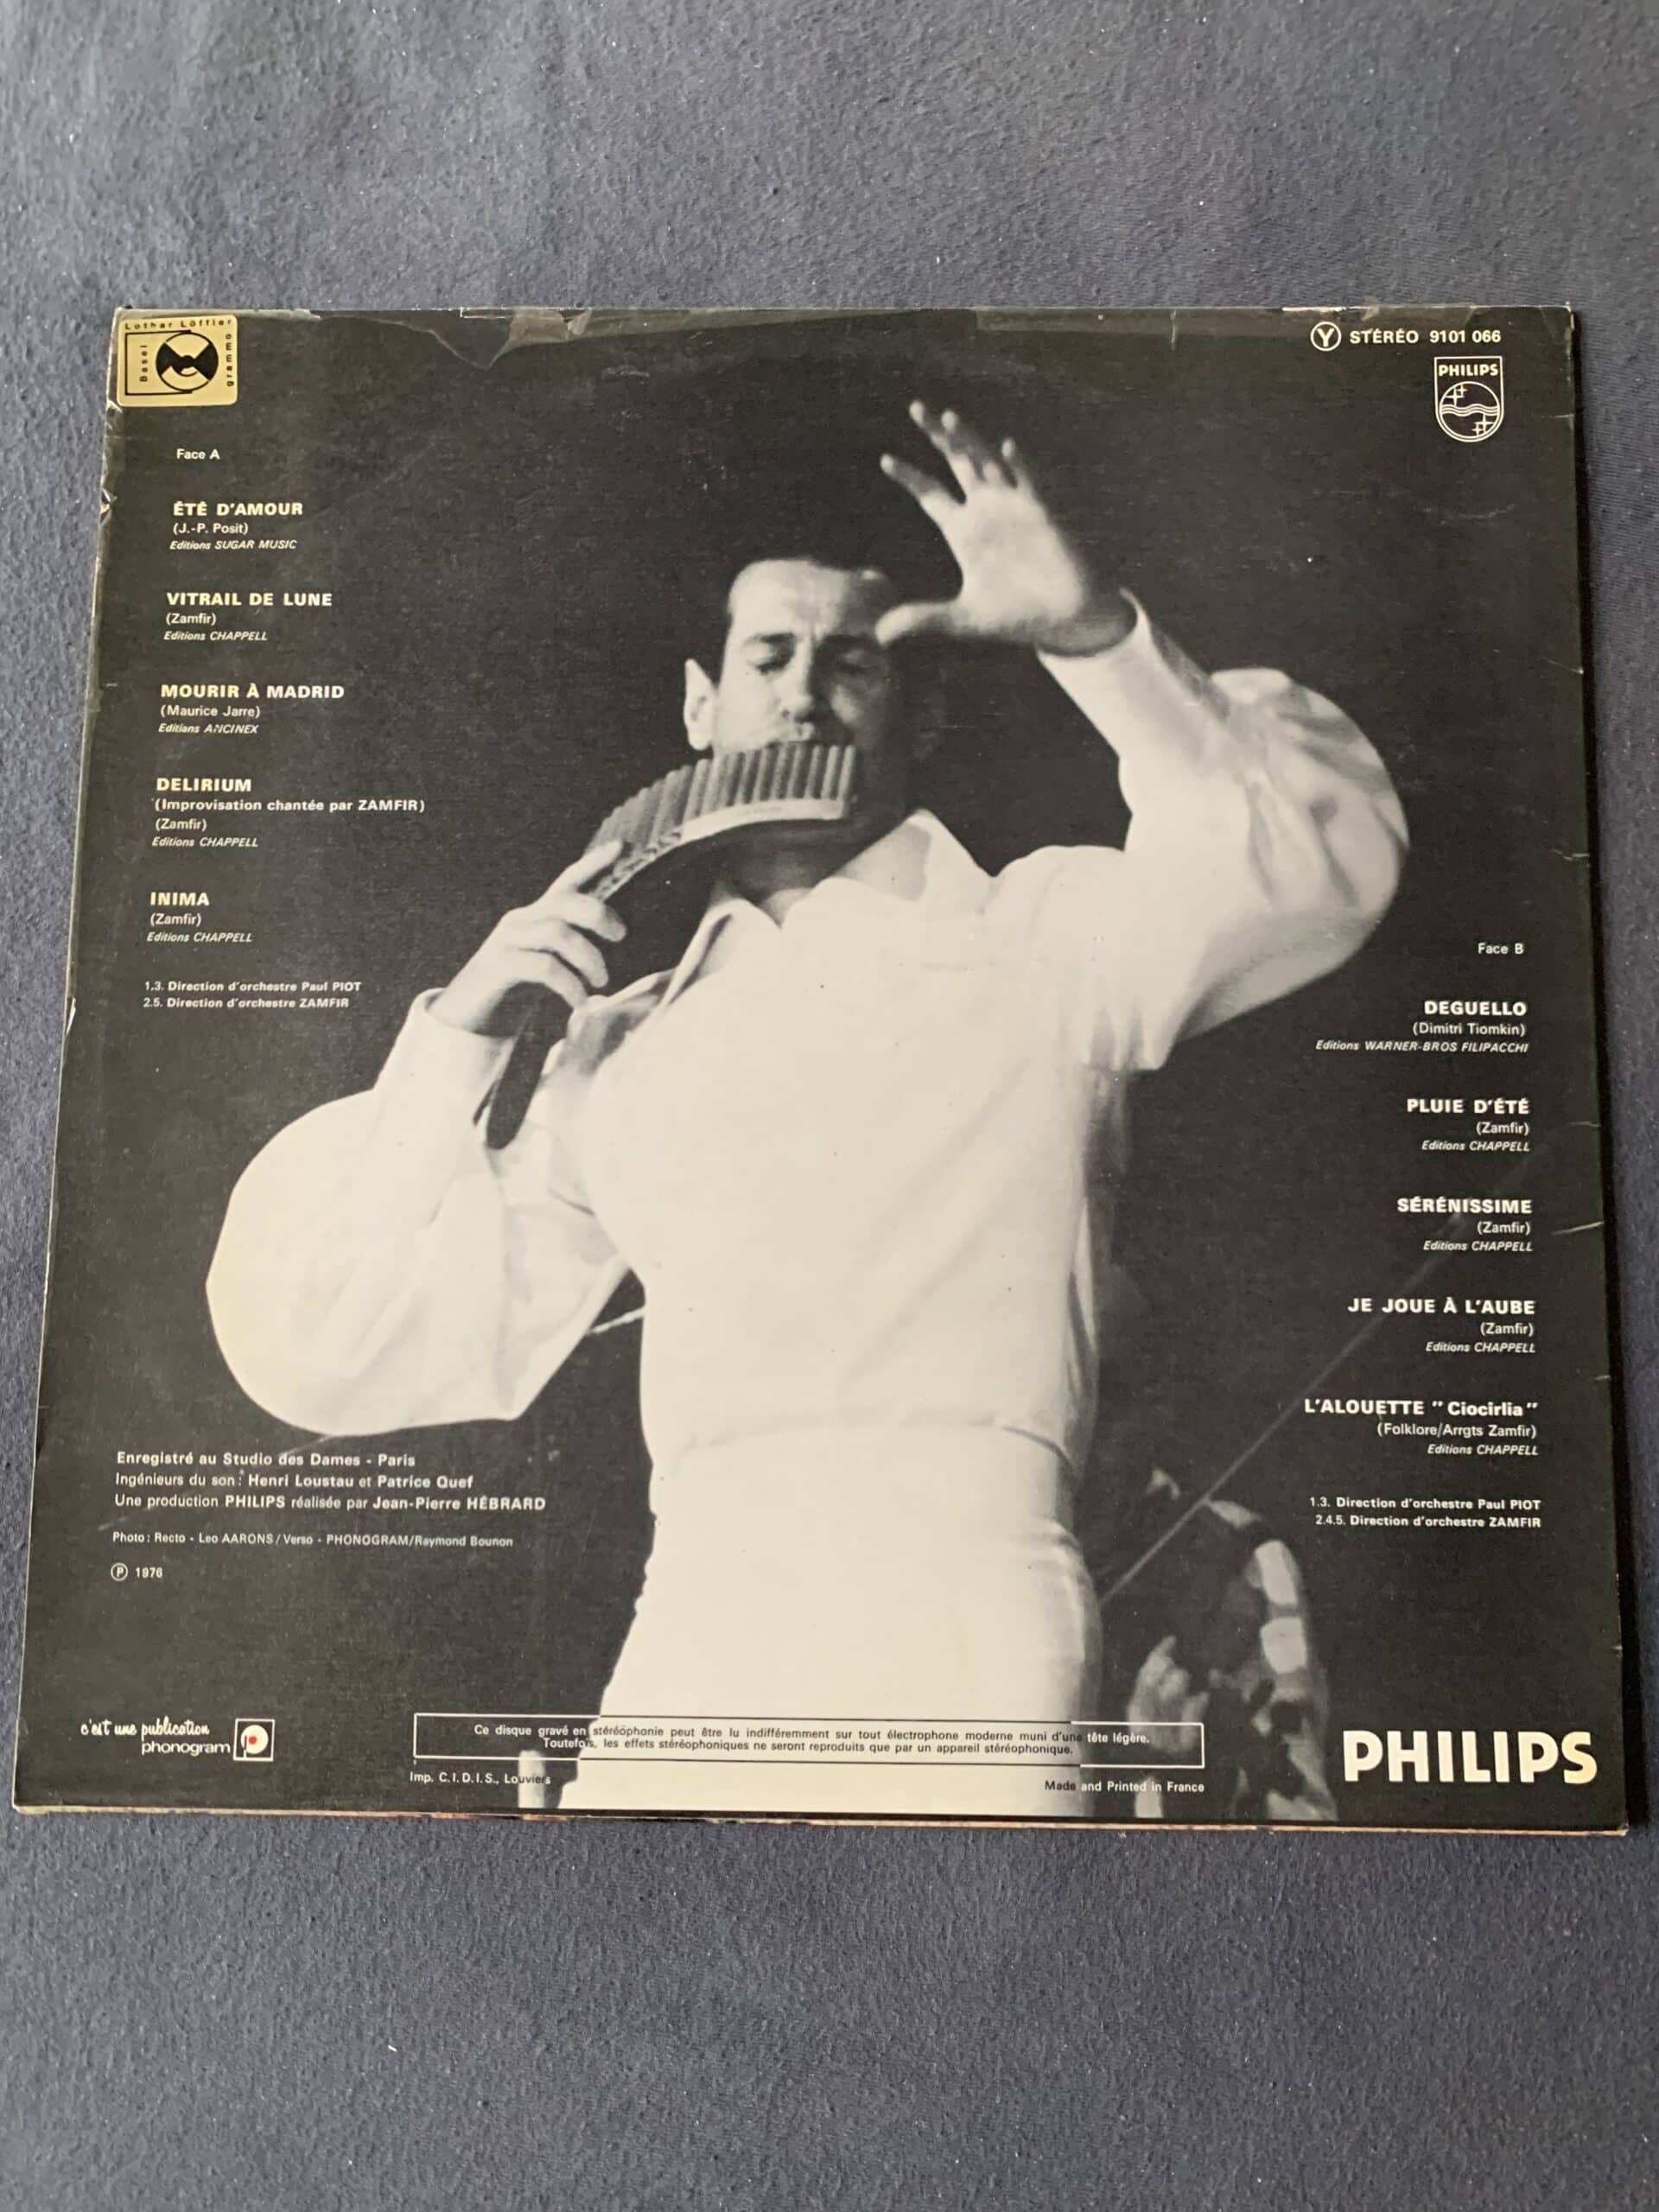 Lothar Löffler
Basel
grammo
Y STÉRÉO 9101 066
PHILIPS
Face A
ÉTÉ D'AMOUR
(J.-P. Posit)
Editions SUGAR MUSIC
VITRAIL DE LUNE
(Zamfir)
Editions CHAPPELL
MOURIR À MADRID
(Maurice Jarre)
Editions ANCINEX
DELIRIUM
(Improvisation chantée par ZAMFIR)
(Zamfir)
Editions CHAPPELL
INIMA
(Zamfir)
Editions CHAPPELL
1.3. Direction d'orchestre Paul PIOT
2.5. Direction d'orchestre ZAMFIR
Face B
DEGUELLO
(Dimitri Tiomkin)
Editions WARNER-BROS FILIPACCHI
PLUIE D'ÉTÉ
(Zamfir)
Editions CHAPPELL
SÉRÉNISSIME
(Zamfir)
Editions CHAPPELL
JE JOUE À L'AUBE
(Zamfir)
Editions CHAPPELL
L'ALOUETTE "Ciocirlia"
(Folklore/Arrgts Zamfir)
Editions CHAPPELL
1.3. Direction d'orchestre Paul PIOT
2.4.5. Direction d'orchestre ZAMFIR
Enregistré au Studio des Dames - Paris
Ingénieurs du son : Henri Loustau et Patrice Quef
Une production PHILIPS réalisée par Jean-Pierre HÉBRARD
Photo : Recto - Leo AARONS / Verso - PHONOGRAM/Raymond Bounon
℗ 1976
c'est une publication
phonogram
Ce disque gravé en stéréophonie peut être lu indifféremment sur tout électrophone moderne muni d'une tête légère.
Toutefois, les effets stéréophoniques ne seront reproduits que par un appareil stéréophonique.
Imp. C.I.D.I.S., Louviers
Made and Printed in France
PHILIPS